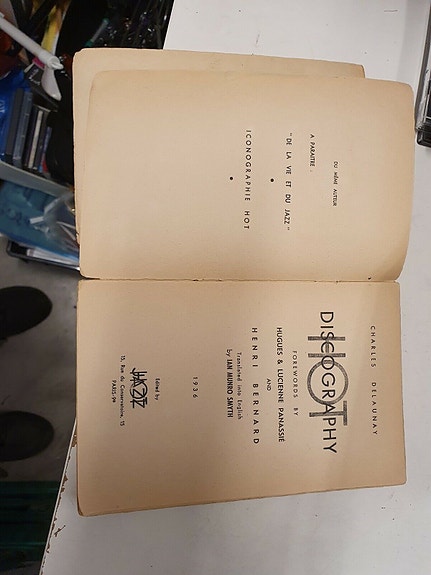 DU MÊME AUTEUR
A PARAITRE :
"DE LA VIE ET DU JAZZ"
•
ICONOGRAPHIE HOT
•
CHARLES DELAUNAY
HOT
DISCOGRAPHY
FOREWORDS BY
HUGUES & LUCIENNE PANASSIÉ
AND
HENRI BERNARD
Translated into English
by IAN MUNRO SMYTH
1936
Edited by
JAZZ
HOT
15, Rue du Conservatoire, 15
PARIS-9e